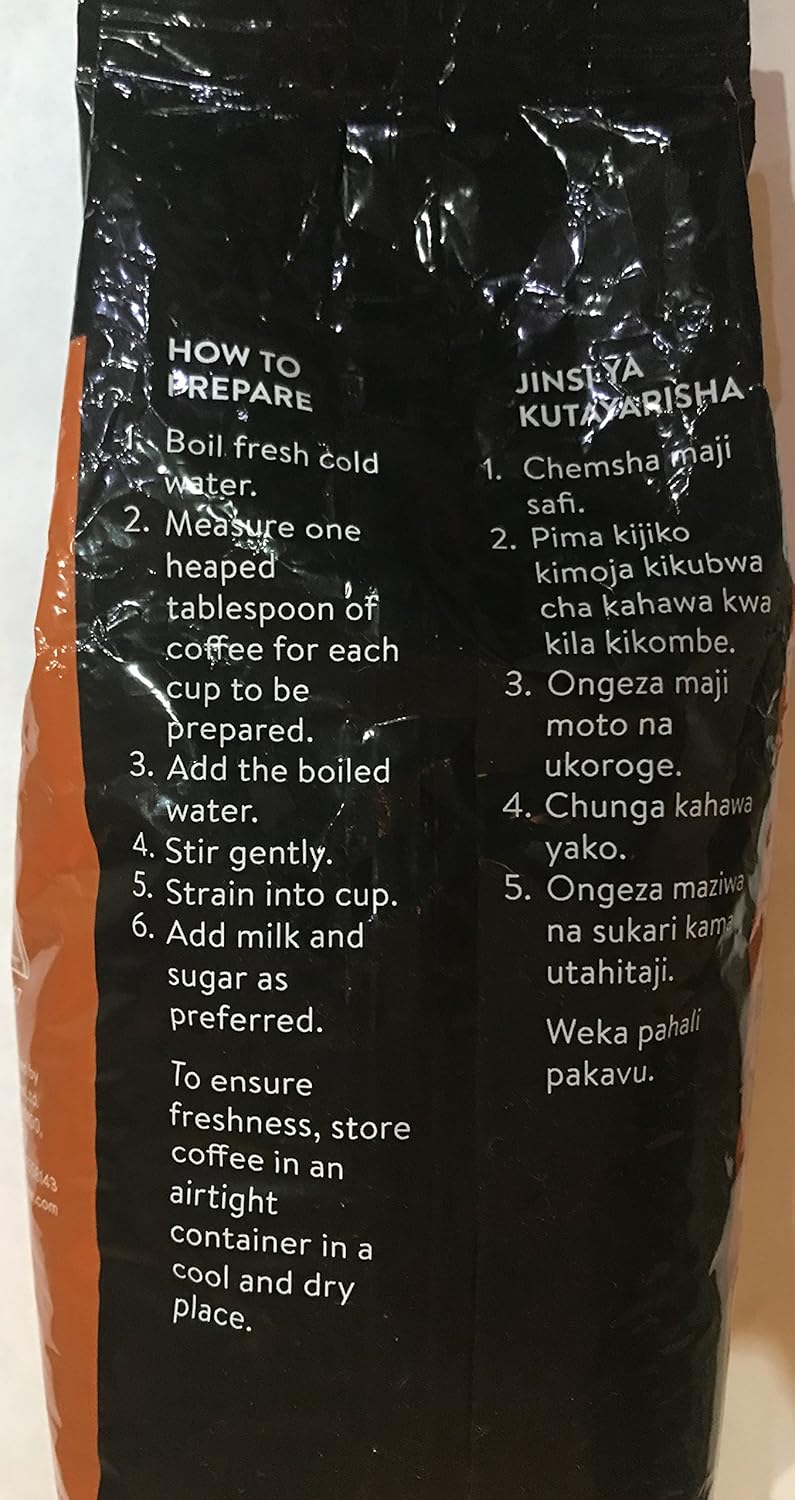 HOW TO
PREPARE
1. Boil fresh cold
water.
2. Measure one
heaped
tablespoon of
coffee for each
cup to be
prepared.
3. Add the boiled
water.
4. Stir gently.
5. Strain into cup.
6. Add milk and
sugar as
preferred.
To ensure
freshness, store
coffee in an
airtight
container in a
cool and dry
place.
JINSI YA
KUTAYARISHA
1. Chemsha maji
safi.
2. Pima kijiko
kimoja kikubwa
cha kahawa kwa
kila kikombe.
3. Ongeza maji
moto na
ukoroge.
4. Chunga kahawa
yako.
5. Ongeza maziwa
na sukari kama
utahitaji.
Weka pahali
pakavu.